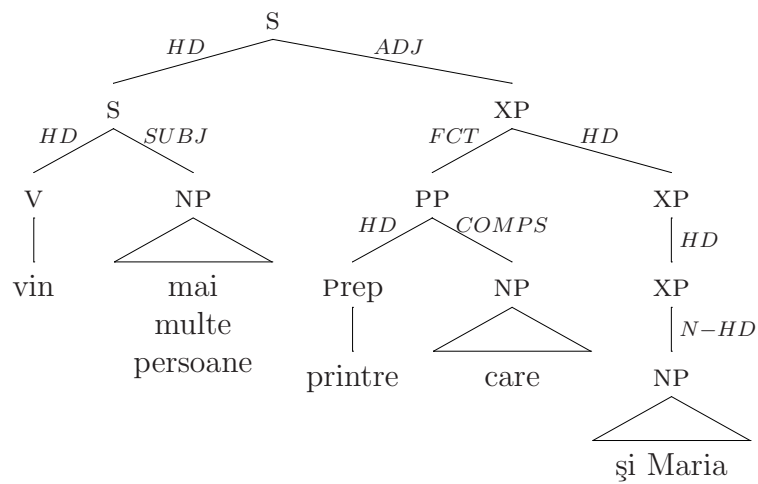 S
HD ADJ
S XP
HD SUBJ FCT HD
V NP PP XP
HD COMPS HD
vin mai Prep NP XP
multe
persoane
N−HD
printre care NP
şi Maria